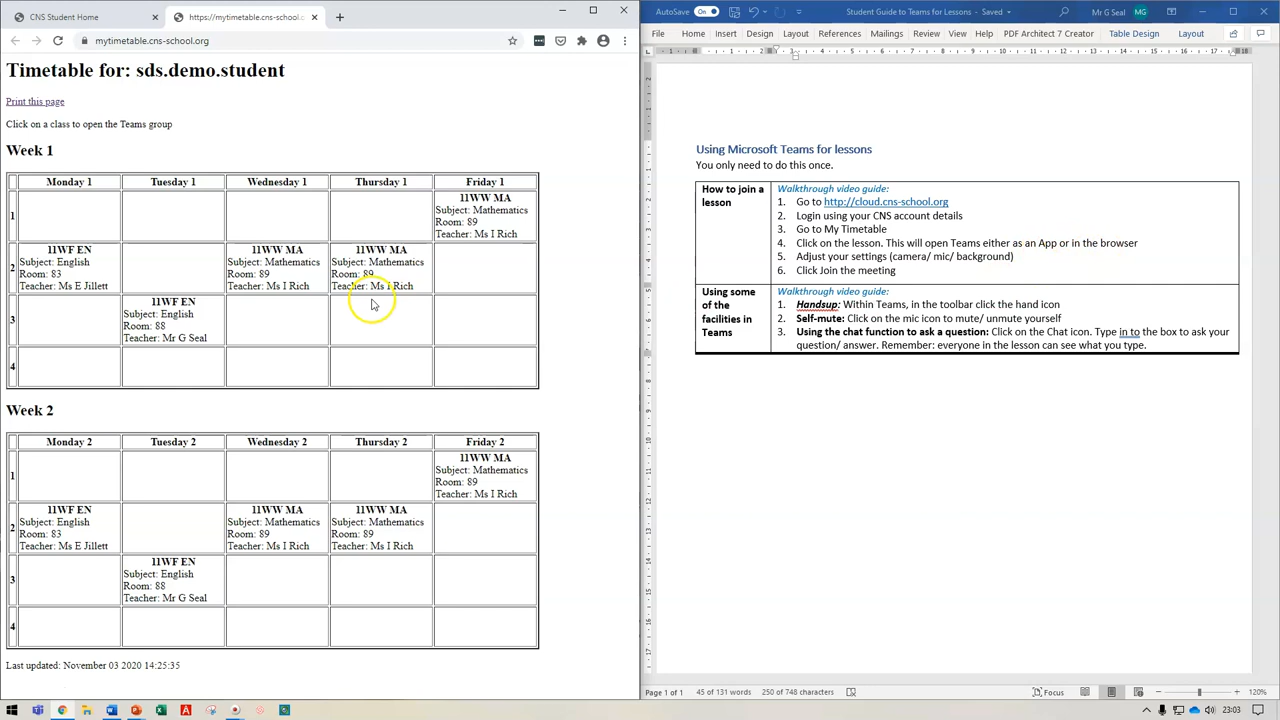 CNS Student Home
https://mytimetable.cns-school.c
mytimetable.cns-school.org
Timetable for: sds.demo.student
Print this page
Click on a class to open the Teams group
Week 1
Monday 1 Tuesday 1 Wednesday 1 Thursday 1 Friday 1
1
11WW MA
Subject: Mathematics
Room: 89
Teacher: Ms I Rich
2
11WF EN
Subject: English
Room: 83
Teacher: Ms E Jillett
11WW MA
Subject: Mathematics
Room: 89
Teacher: Ms I Rich
11WW MA
Subject: Mathematics
Room: 89
Teacher: Ms I Rich
3
11WF EN
Subject: English
Room: 88
Teacher: Mr G Seal
4
Week 2
Monday 2 Tuesday 2 Wednesday 2 Thursday 2 Friday 2
1
11WW MA
Subject: Mathematics
Room: 89
Teacher: Ms I Rich
2
11WF EN
Subject: English
Room: 83
Teacher: Ms E Jillett
11WW MA
Subject: Mathematics
Room: 89
Teacher: Ms I Rich
11WW MA
Subject: Mathematics
Room: 89
Teacher: Ms I Rich
3
11WF EN
Subject: English
Room: 88
Teacher: Mr G Seal
4
Last updated: November 03 2020 14:25:35
AutoSave On Student Guide to Teams for Lessons - Saved Mr G Seal MG
File Home Insert Design Layout References Mailings Review View Help PDF Architect 7 Creator Table Design Layout
Using Microsoft Teams for lessons
You only need to do this once.
How to join a
lesson
Walkthrough video guide:
1. Go to http://cloud.cns-school.org
2. Login using your CNS account details
3. Go to My Timetable
4. Click on the lesson. This will open Teams either as an App or in the browser
5. Adjust your settings (camera/ mic/ background)
6. Click Join the meeting
Using some
of the
facilities in
Teams
Walkthrough video guide:
1. Handsup: Within Teams, in the toolbar click the hand icon
2. Self-mute: Click on the mic icon to mute/ unmute yourself
3. Using the chat function to ask a question: Click on the Chat icon. Type in to the box to ask your
question/ answer. Remember: everyone in the lesson can see what you type.
Page 1 of 1 45 of 131 words 250 of 748 characters Focus 120%
23:03